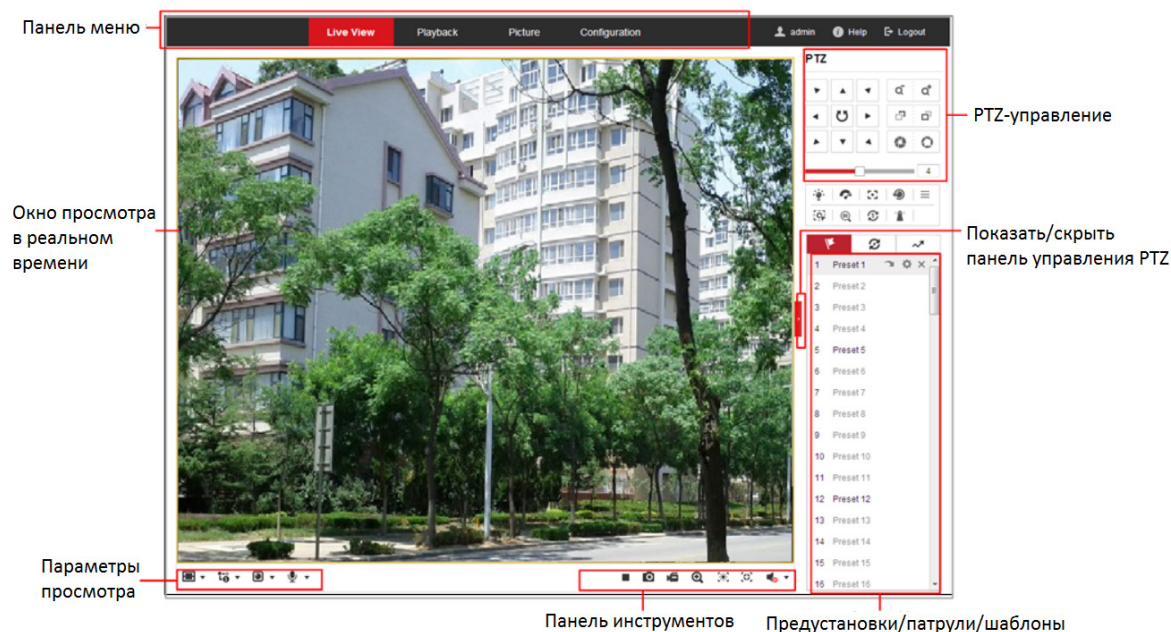 Панель меню
Live View Playback Picture Configuration admin Help Logout
PTZ
PTZ-управление
4
Окно просмотра
в реальном
времени
Показать/скрыть
панель управления PTZ
1 Preset 1
2 Preset 2
3 Preset 3
4 Preset 4
5 Preset 5
6 Preset 6
7 Preset 7
8 Preset 8
9 Preset 9
10 Preset 10
11 Preset 11
12 Preset 12
13 Preset 13
14 Preset 14
15 Preset 15
16 Preset 16
Параметры
просмотра
Панель инструментов
Предустановки/патрули/шаблоны